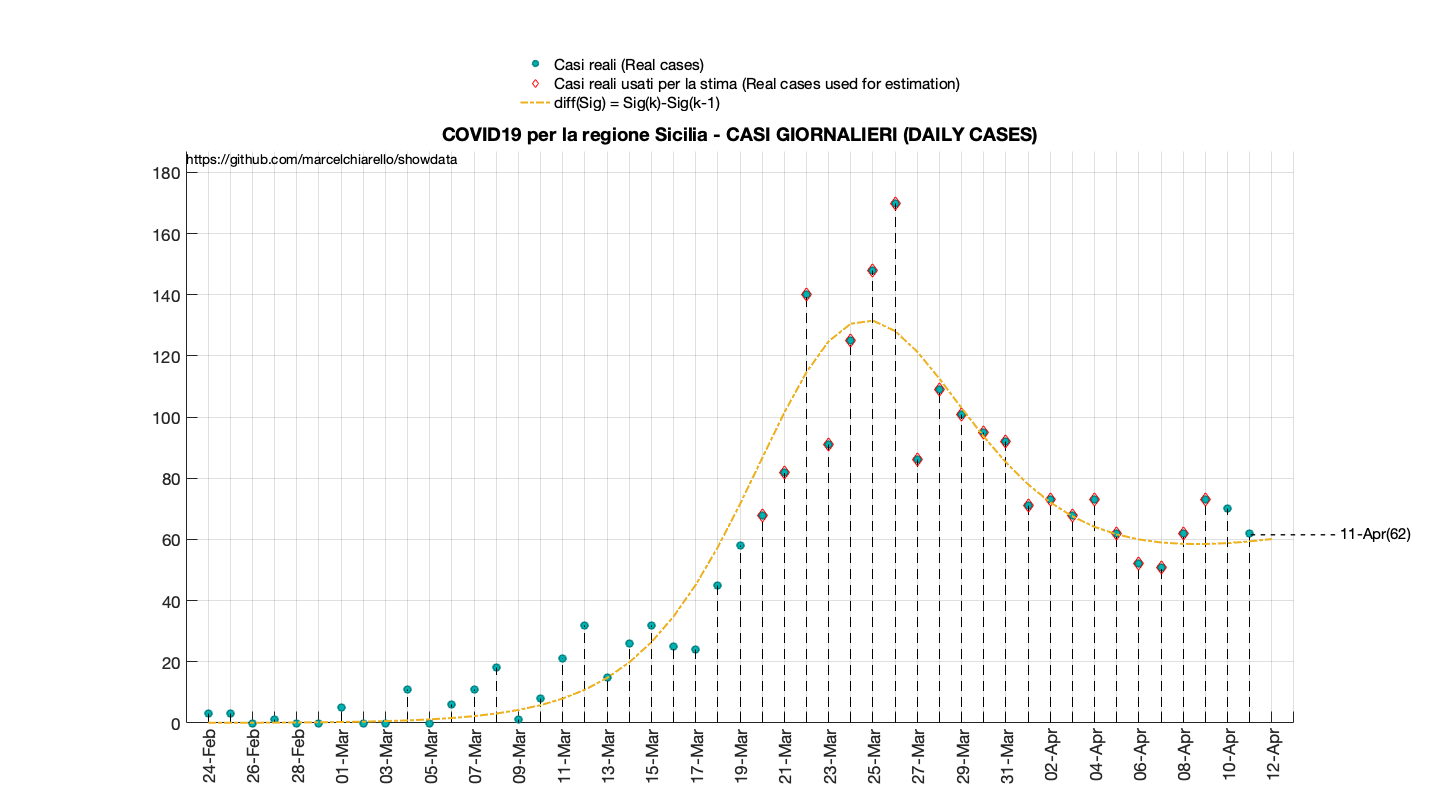 Casi reali (Real cases)
Casi reali usati per la stima (Real cases used for estimation)
diff(Sig) = Sig(k)-Sig(k-1)
COVID19 per la regione Sicilia - CASI GIORNALIERI (DAILY CASES)
https://github.com/marcelchiarello/showdata
180
160
140
120
100
80
60
40
20
0
11-Apr(62)
24-Feb
26-Feb
28-Feb
01-Mar
03-Mar
05-Mar
07-Mar
09-Mar
11-Mar
13-Mar
15-Mar
17-Mar
19-Mar
21-Mar
23-Mar
25-Mar
27-Mar
29-Mar
31-Mar
02-Apr
04-Apr
06-Apr
08-Apr
10-Apr
12-Apr